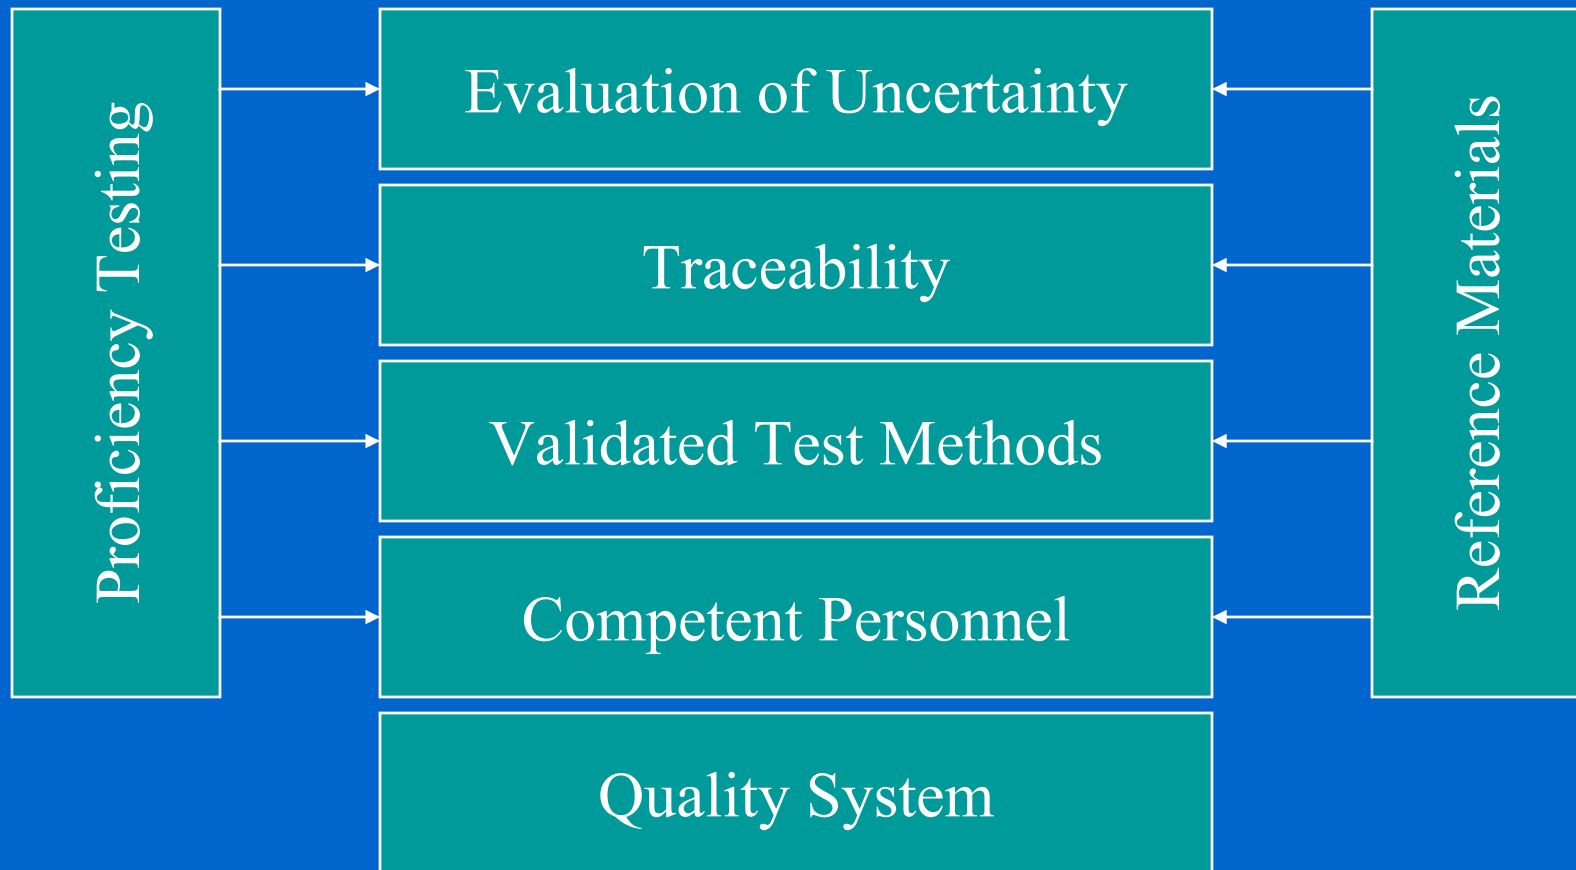 Proficiency Testing
Evaluation of Uncertainty
Traceability
Validated Test Methods
Competent Personnel
Quality System
Reference Materials